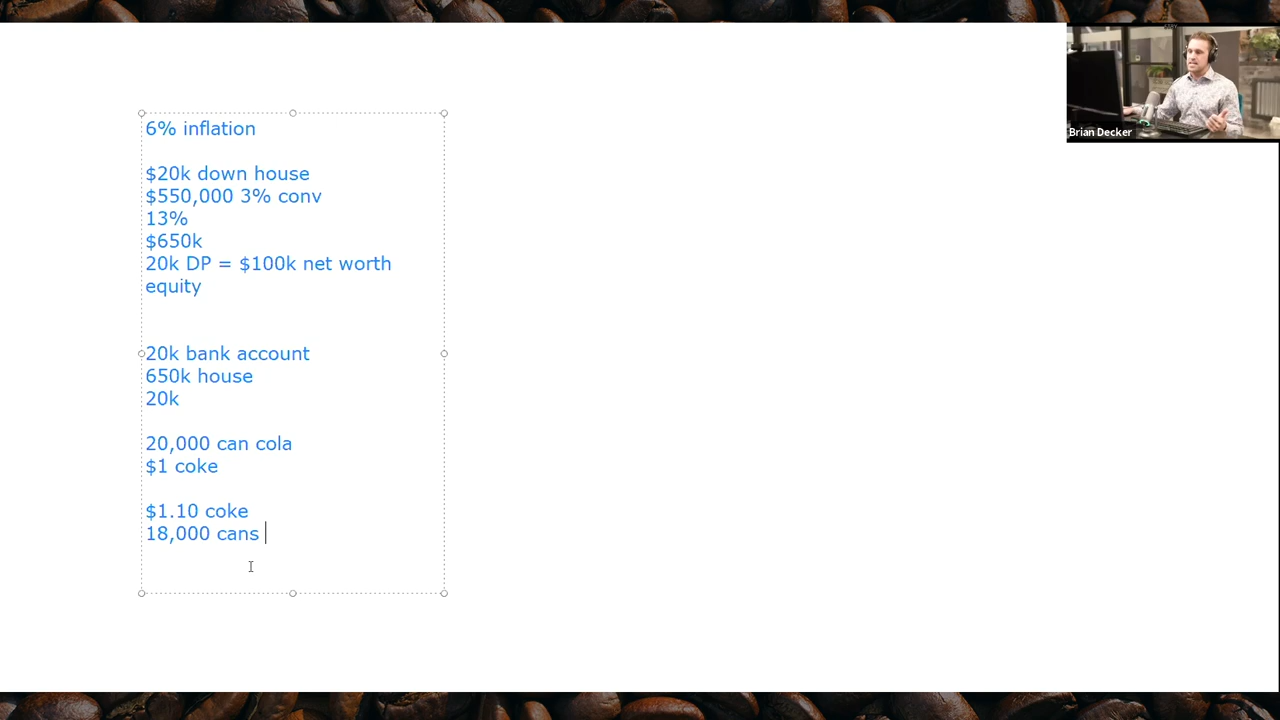 6% inflation
$20k down house
$550,000 3% conv
13%
$650k
20k DP = $100k net worth
equity
20k bank account
650k house
20k
20,000 can cola
$1 coke
$1.10 coke
18,000 cans
Brian Decker